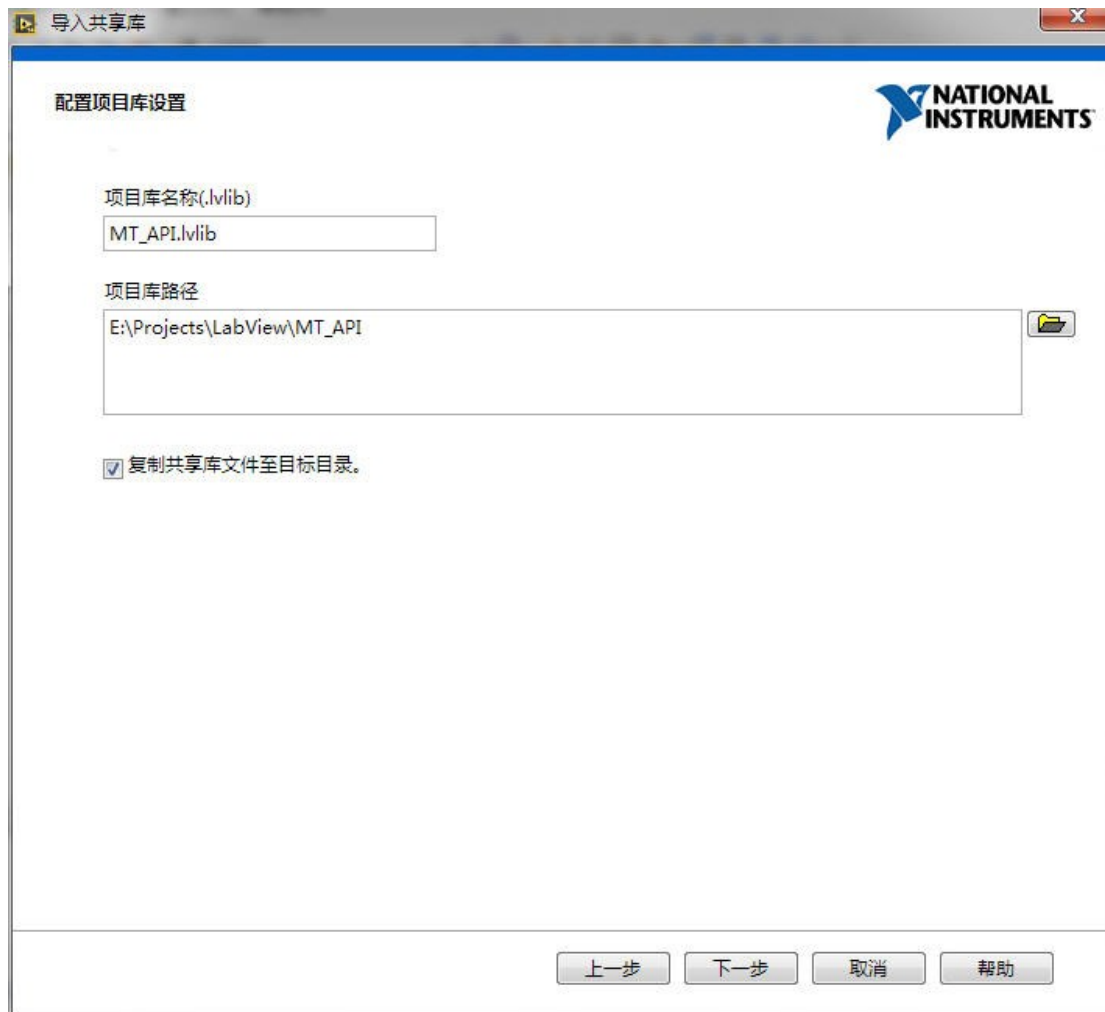 导入共享库
配置项目库设置
NATIONAL
INSTRUMENTS
项目库名称(.lvlib)
MT_API.lvlib
项目库路径
E:\Projects\LabView\MT_API
复制共享库文件至目标目录。
上一步 下一步 取消 帮助